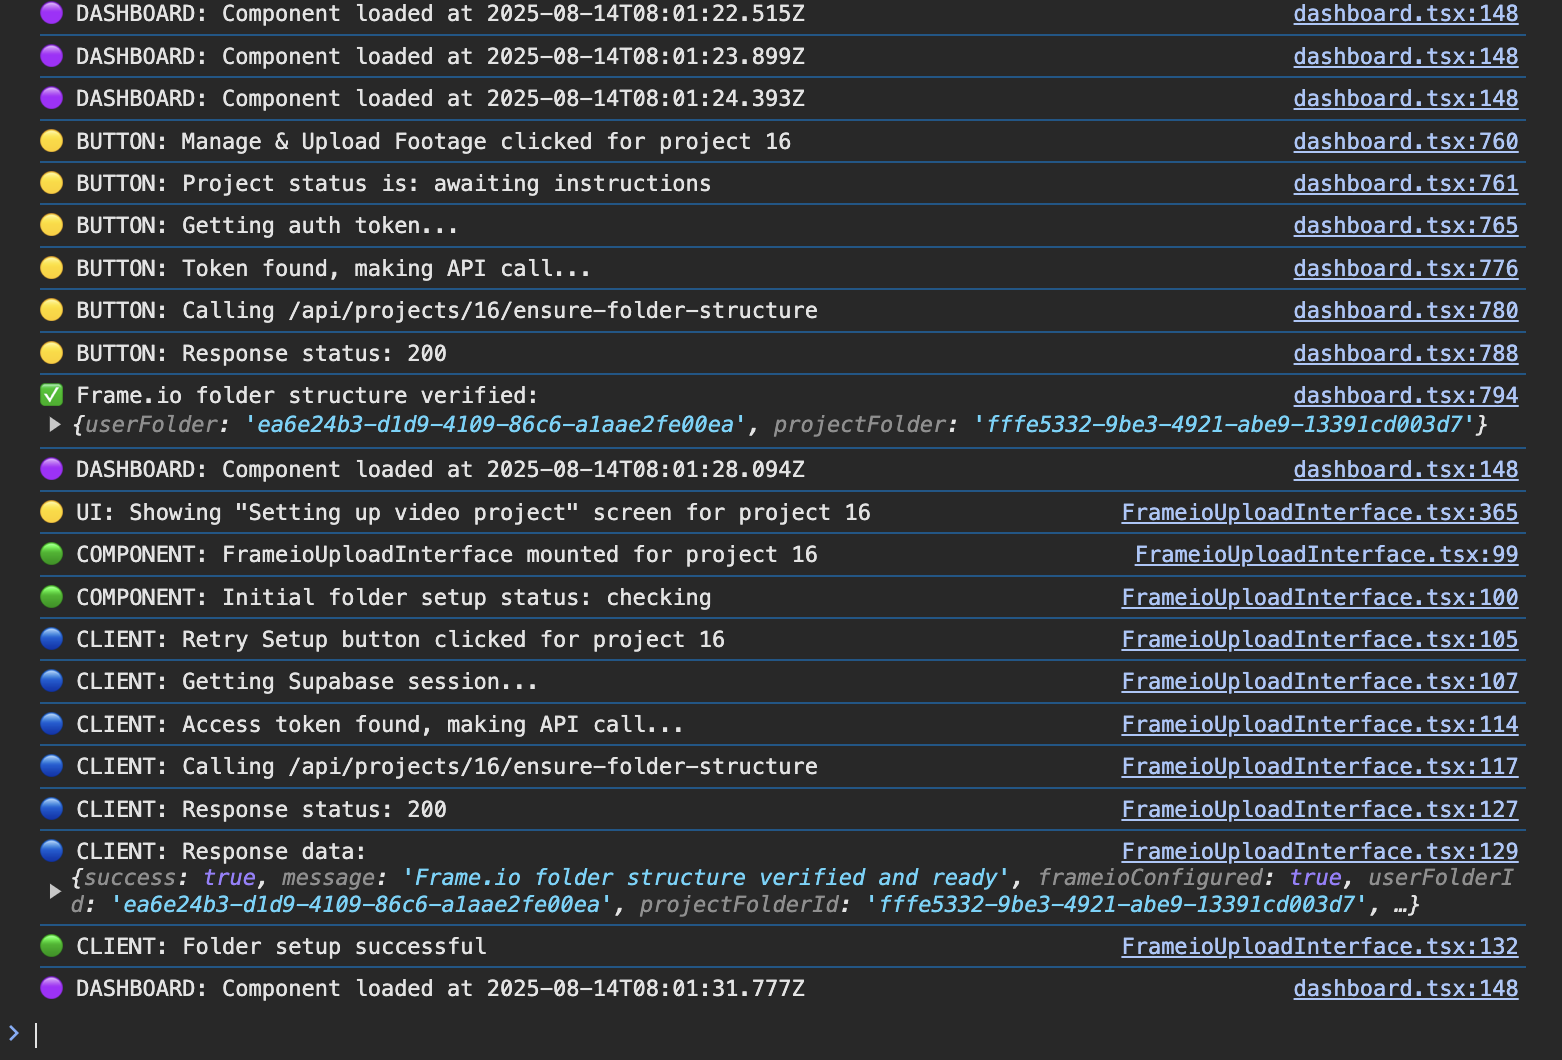 🟣 DASHBOARD: Component loaded at 2025-08-14T08:01:22.515Z dashboard.tsx:148
🟣 DASHBOARD: Component loaded at 2025-08-14T08:01:23.899Z dashboard.tsx:148
🟣 DASHBOARD: Component loaded at 2025-08-14T08:01:24.393Z dashboard.tsx:148
🟡 BUTTON: Manage & Upload Footage clicked for project 16 dashboard.tsx:760
🟡 BUTTON: Project status is: awaiting instructions dashboard.tsx:761
🟡 BUTTON: Getting auth token... dashboard.tsx:765
🟡 BUTTON: Token found, making API call... dashboard.tsx:776
🟡 BUTTON: Calling /api/projects/16/ensure-folder-structure dashboard.tsx:780
🟡 BUTTON: Response status: 200 dashboard.tsx:788
✅ Frame.io folder structure verified: dashboard.tsx:794
▶ {userFolder: 'ea6e24b3-d1d9-4109-86c6-a1aae2fe00ea', projectFolder: 'fffe5332-9be3-4921-abe9-13391cd003d7'}
🟣 DASHBOARD: Component loaded at 2025-08-14T08:01:28.094Z dashboard.tsx:148
🟡 UI: Showing "Setting up video project" screen for project 16 FrameioUploadInterface.tsx:365
🟢 COMPONENT: FrameioUploadInterface mounted for project 16 FrameioUploadInterface.tsx:99
🟢 COMPONENT: Initial folder setup status: checking FrameioUploadInterface.tsx:100
🔵 CLIENT: Retry Setup button clicked for project 16 FrameioUploadInterface.tsx:105
🔵 CLIENT: Getting Supabase session... FrameioUploadInterface.tsx:107
🔵 CLIENT: Access token found, making API call... FrameioUploadInterface.tsx:114
🔵 CLIENT: Calling /api/projects/16/ensure-folder-structure FrameioUploadInterface.tsx:117
🔵 CLIENT: Response status: 200 FrameioUploadInterface.tsx:127
🔵 CLIENT: Response data: FrameioUploadInterface.tsx:129
▶ {success: true, message: 'Frame.io folder structure verified and ready', frameioConfigured: true, userFolderI
d: 'ea6e24b3-d1d9-4109-86c6-a1aae2fe00ea', projectFolderId: 'fffe5332-9be3-4921-abe9-13391cd003d7', …}
🟢 CLIENT: Folder setup successful FrameioUploadInterface.tsx:132
🟣 DASHBOARD: Component loaded at 2025-08-14T08:01:31.777Z dashboard.tsx:148
>